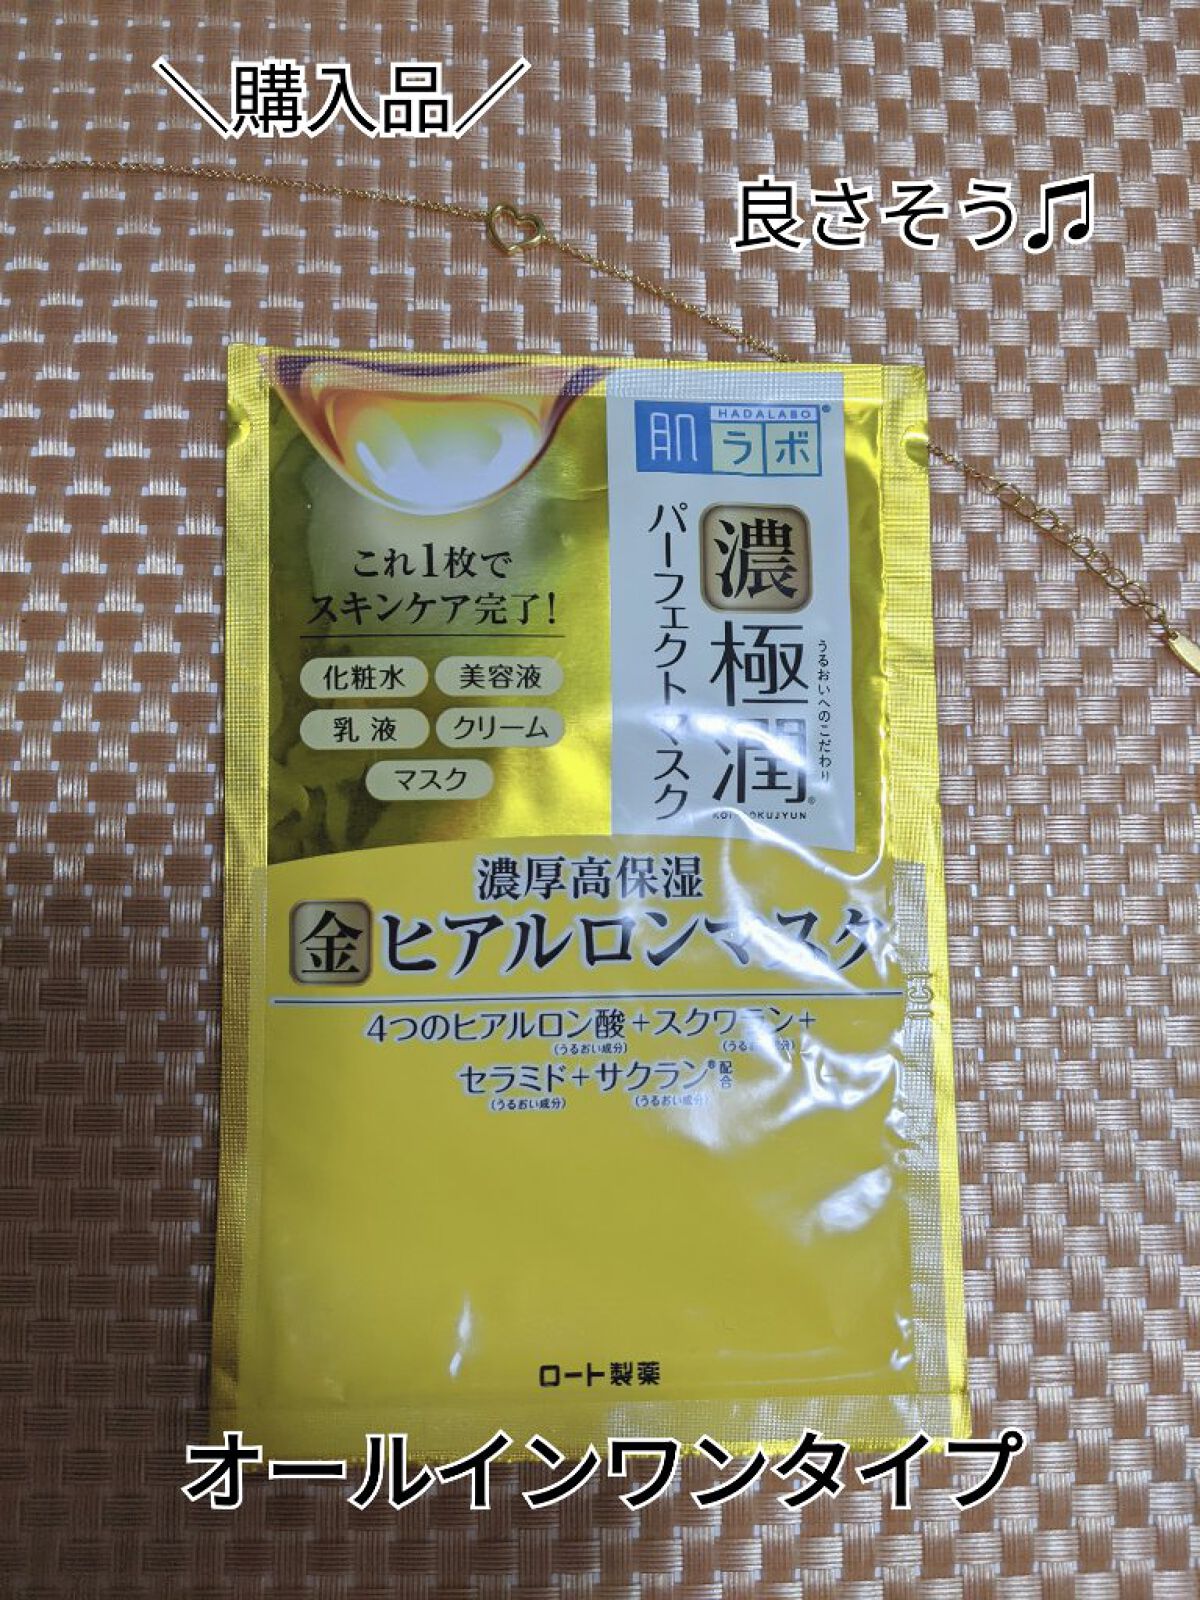 ＼購入品／
良さそう♫
肌ラボ®
HADALABO
濃極潤®
うるおいへのこだわり
パーフェクトマスク
これ1枚で
スキンケア完了!
化粧水 美容液
乳液 クリーム
マスク
濃厚高保湿
金ヒアルロンマスク
4つのヒアルロン酸+スクワラン+
(うるおい成分) (うるおい成分)
セラミド+サクラン®配合
(うるおい成分) (うるおい成分)
ロート製薬
オールインワンタイプ